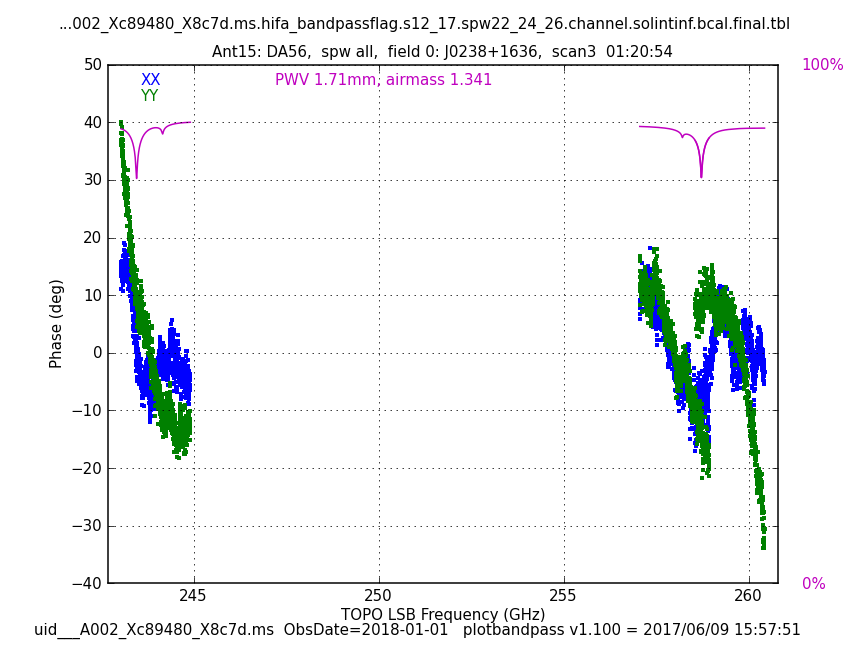 ...002_Xc89480_X8c7d.ms.hifa_bandpassflag.s12_17.spw22_24_26.channel.solintinf.bcal.final.tbl
Ant15: DA56,  spw all,  field 0: J0238+1636,  scan3  01:20:54
50 100%
XX PWV 1.71mm, airmass 1.341
YY
40
30
20
10
0
−10
−20
−30
−40 0%
Phase (deg)
245 250 255 260
TOPO LSB Frequency (GHz)
uid___A002_Xc89480_X8c7d.ms  ObsDate=2018-01-01   plotbandpass v1.100 = 2017/06/09 15:57:51